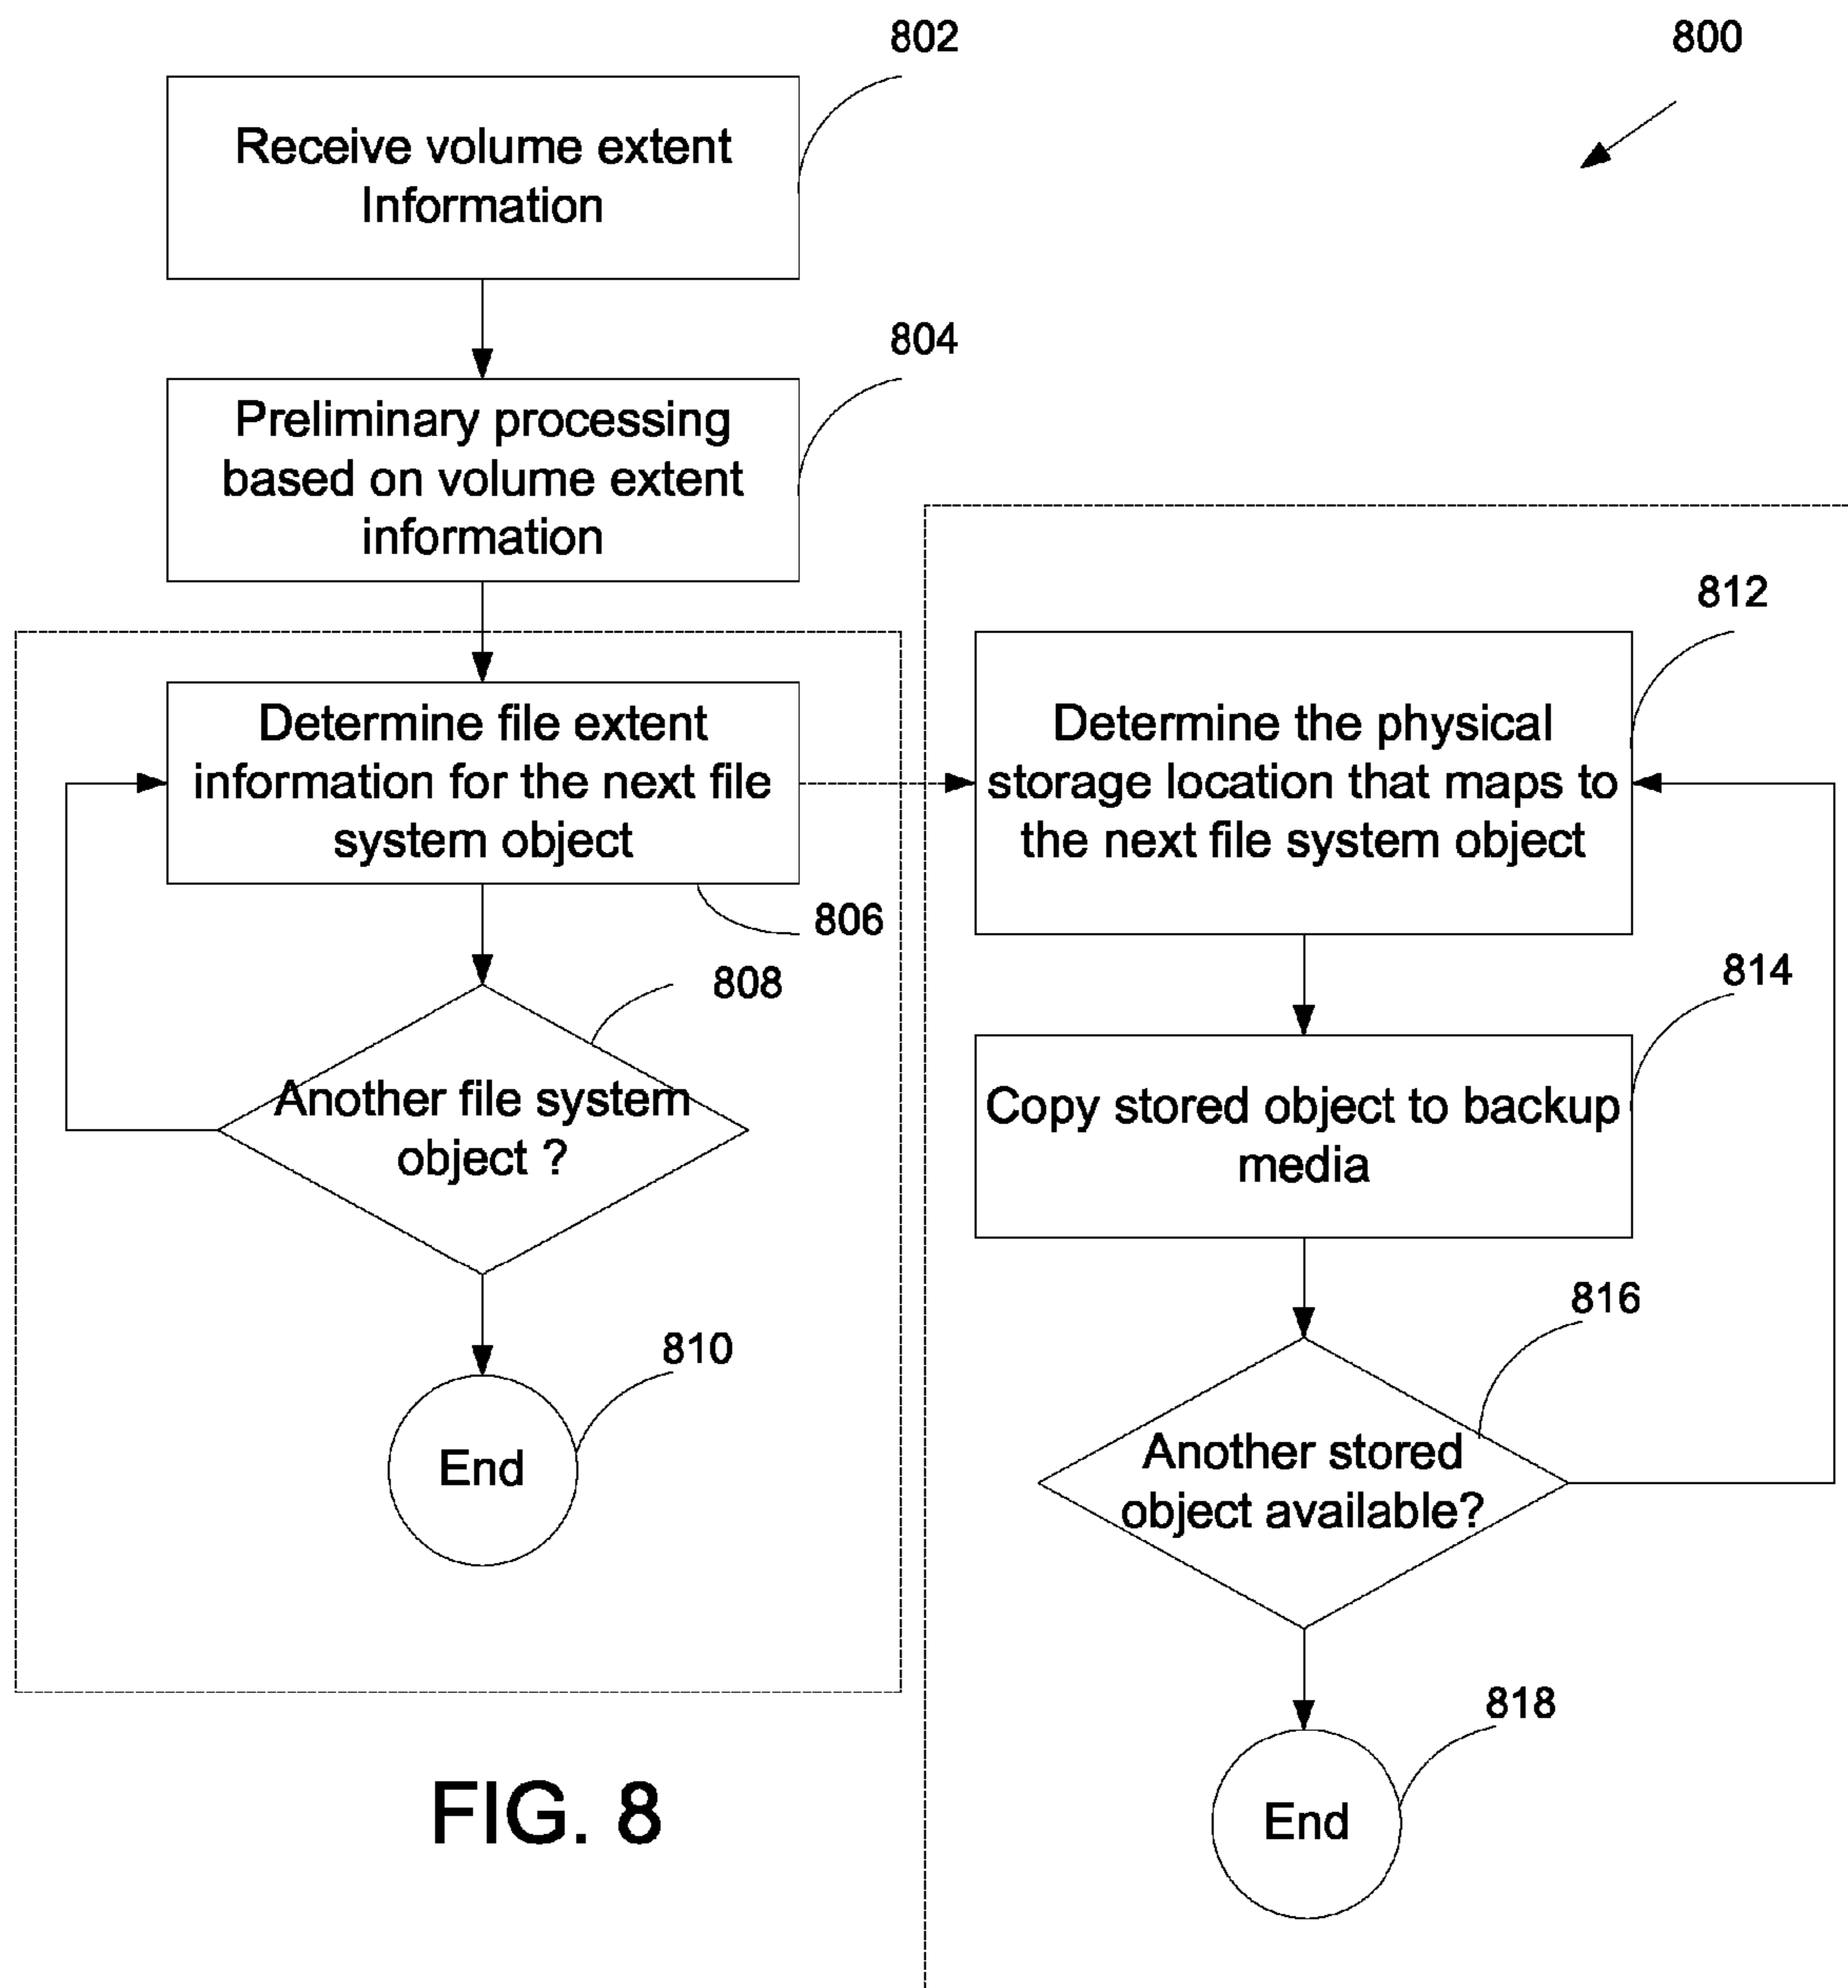 802
800
Receive volume extent
Information
804
Preliminary processing
based on volume extent
information
812
Determine file extent
information for the next file
system object
806
Determine the physical
storage location that maps to
the next file system object
808
814
Another file system
object ?
Copy stored object to backup
media
810
End
816
Another stored
object available?
818
End
FIG. 8